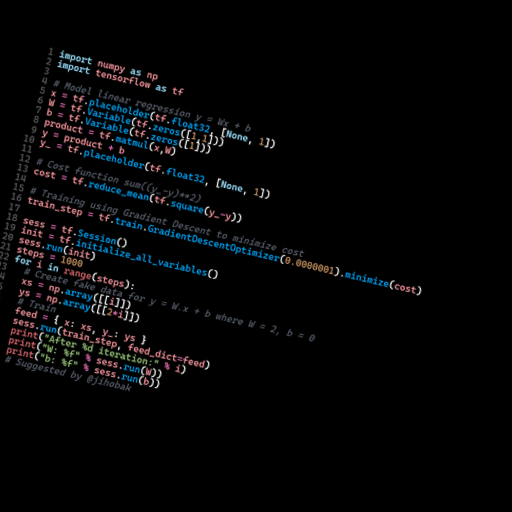 1 import numpy as np
2 import tensorflow as tf
3
4 # Model linear regression y = Wx + b
5 x = tf.placeholder(tf.float32, [None, 1])
6 W = tf.Variable(tf.zeros([1,1]))
7 b = tf.Variable(tf.zeros([1]))
8 product = tf.matmul(x,W)
9 y = product + b
10 y_ = tf.placeholder(tf.float32, [None, 1])
11
12 # Cost function sum((y_-y)**2)
13 cost = tf.reduce_mean(tf.square(y_-y))
14
15 # Training using Gradient Descent to minimize cost
16 train_step = tf.train.GradientDescentOptimizer(0.0000001).minimize(cost)
17
18 sess = tf.Session()
19 init = tf.initialize_all_variables()
20 sess.run(init)
21 steps = 1000
22 for i in range(steps):
# Create fake data for y = W.x + b where W = 2, b = 0
xs = np.array([[i]])
ys = np.array([[2*i]])
# Train
feed = { x: xs, y_: ys }
sess.run(train_step, feed_dict=feed)
print("After %d iteration:" % i)
print("W: %f" % sess.run(W))
print("b: %f" % sess.run(b))
# Suggested by @jihobak